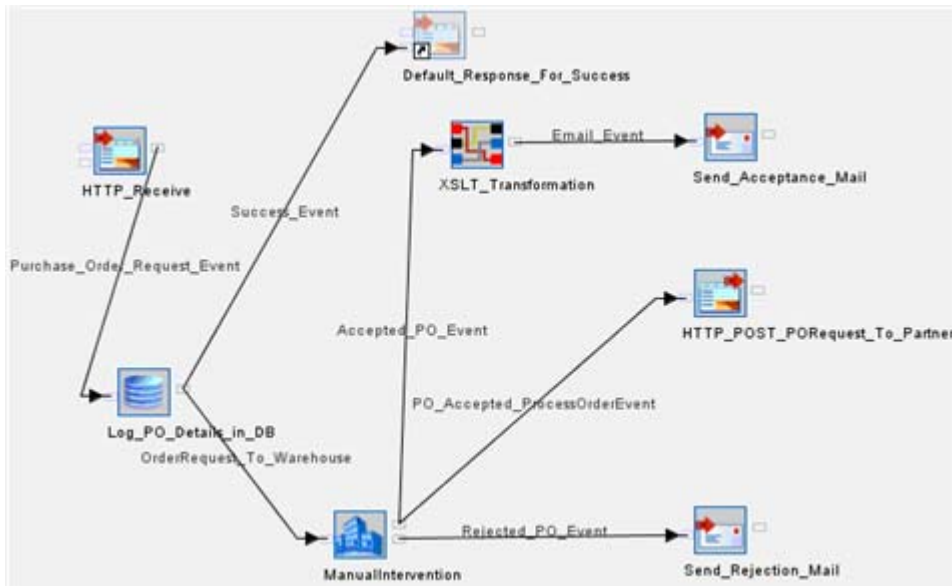 Default_Response_For_Success
Email_Event
HTTP_Receive
XSLT_Transformation
Send_Acceptance_Mail
Success_Event
Purchase_Order_Request_Event
Accepted_PO_Event
HTTP_POST_PORequest_To_Partner
PO_Accepted_ProcessOrderEvent
Log_PO_Details_in_DB
OrderRequest_To_Warehouse
Rejected_PO_Event
ManualIntervention
Send_Rejection_Mail